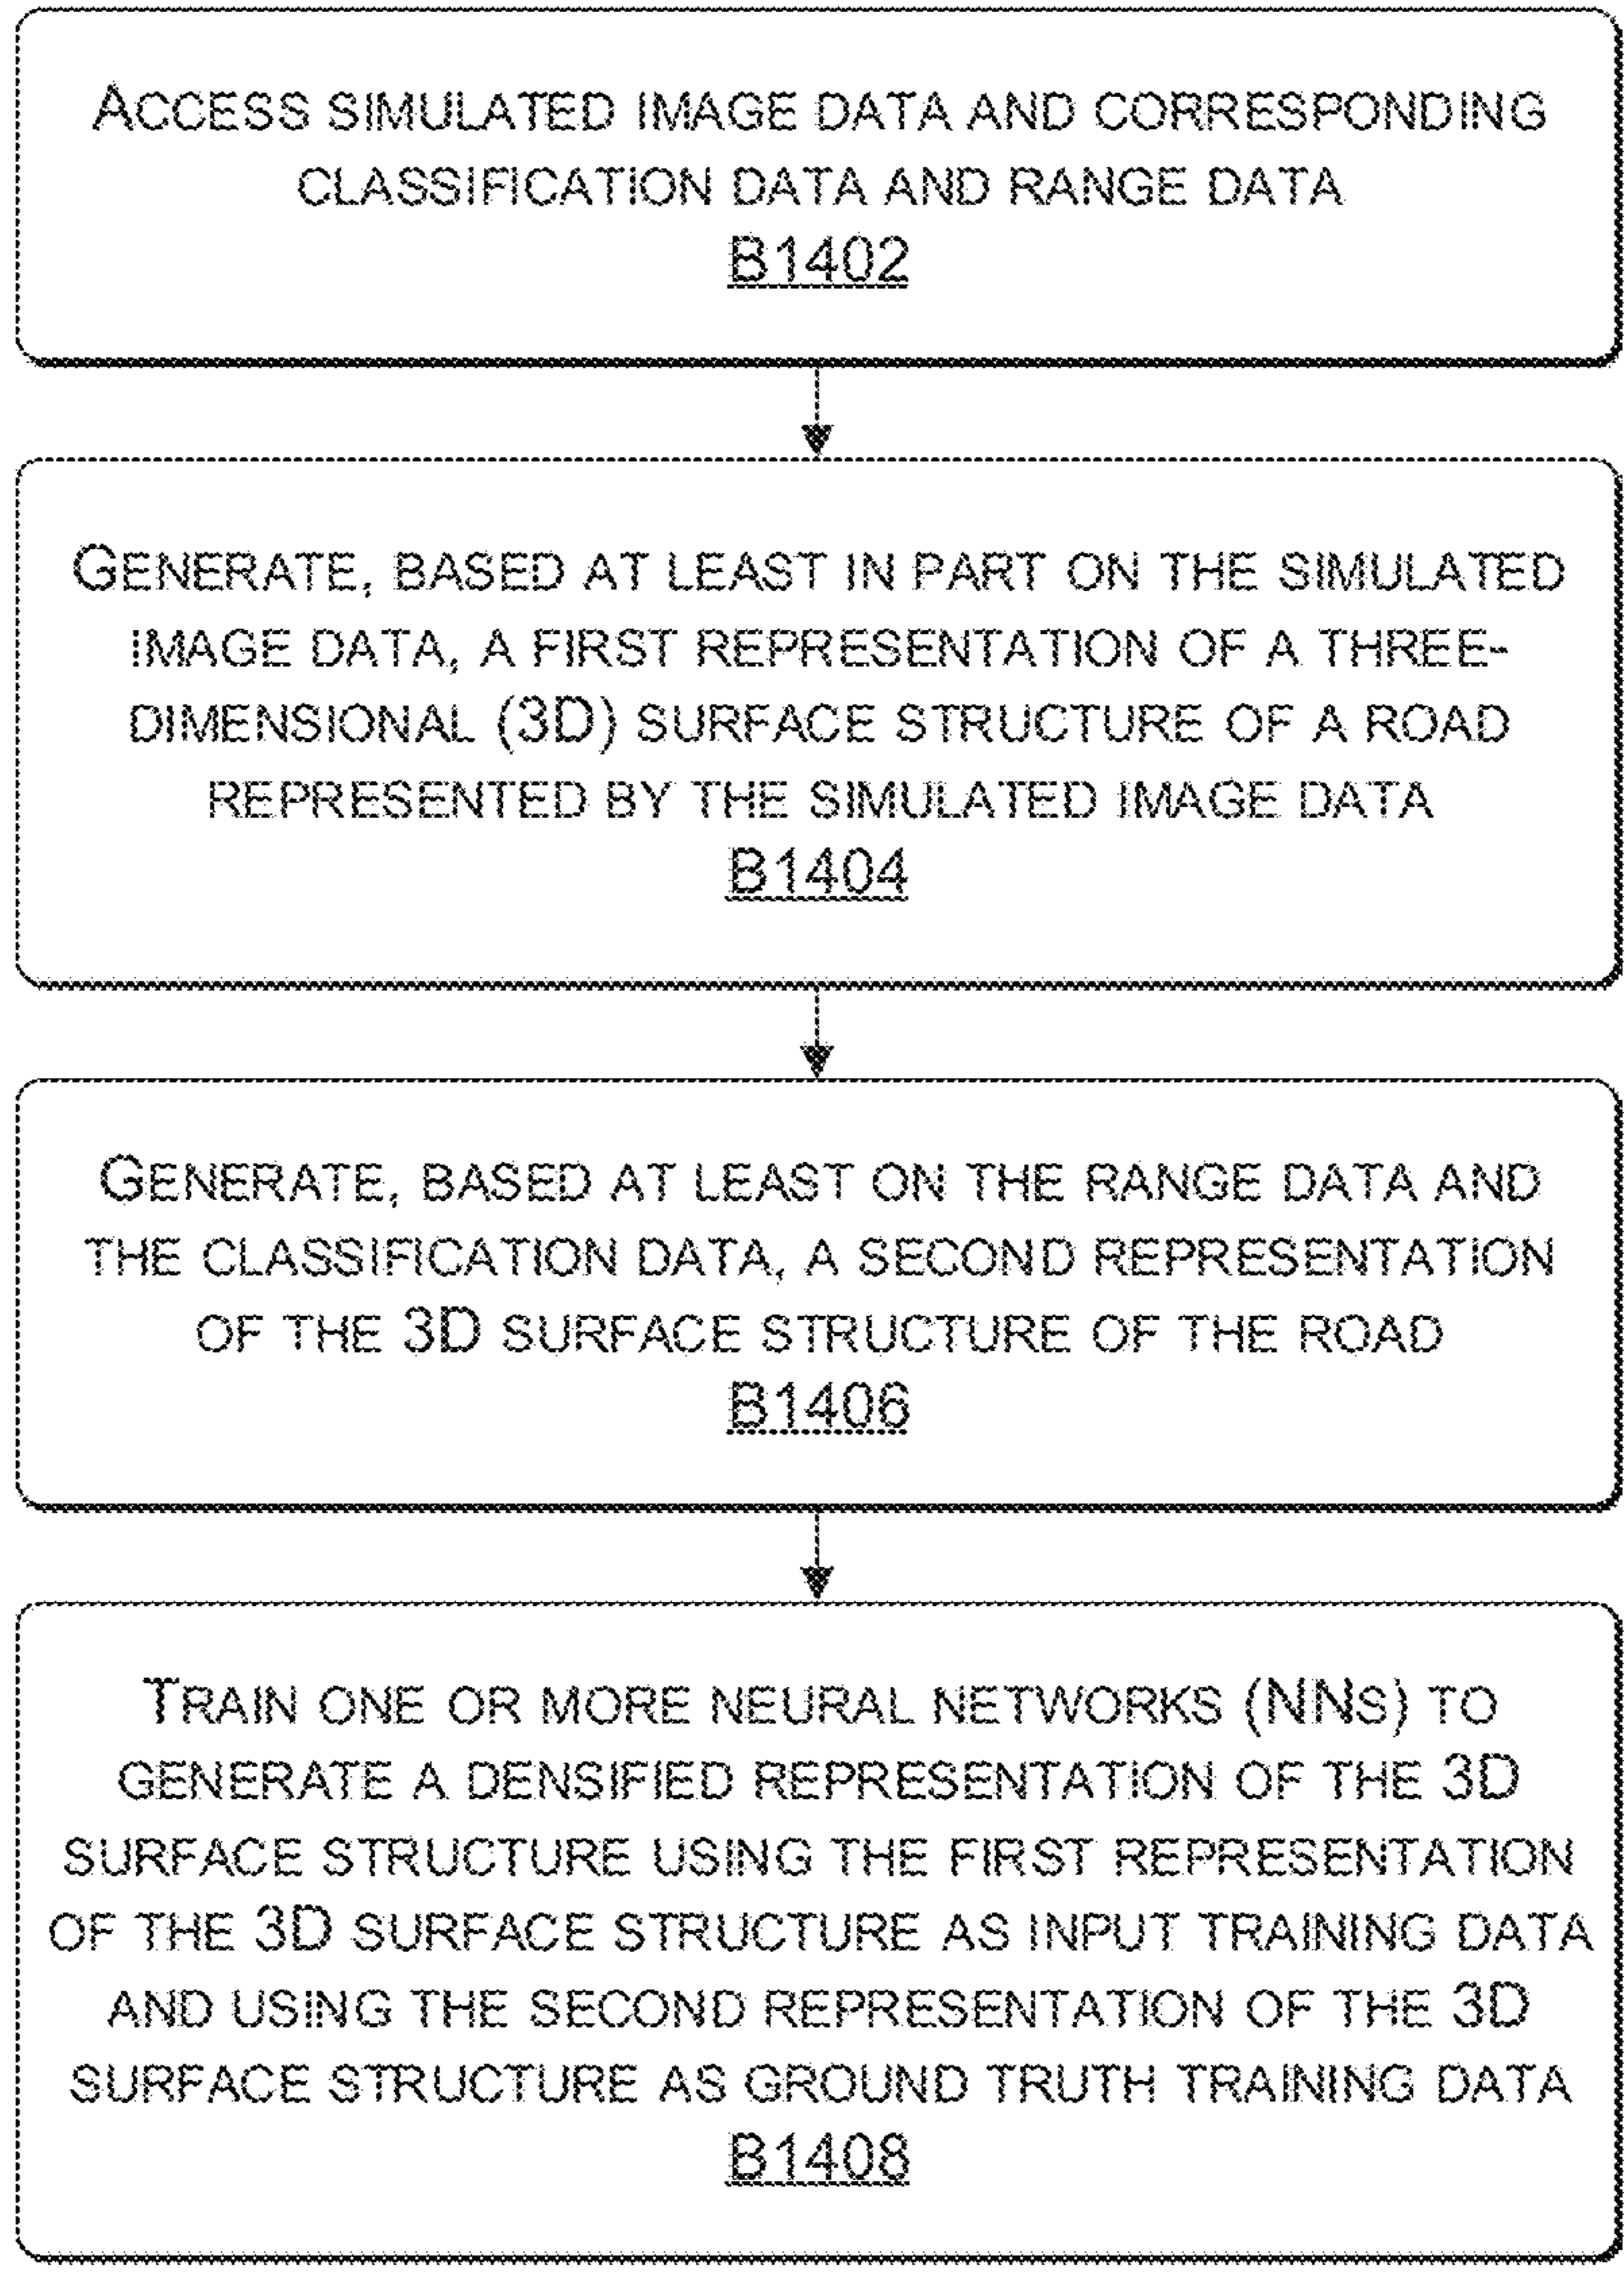 ACCESS SIMULATED IMAGE DATA AND CORRESPONDING
CLASSIFICATION DATA AND RANGE DATA
B1402
GENERATE, BASED AT LEAST IN PART ON THE SIMULATED
IMAGE DATA, A FIRST REPRESENTATION OF A THREE-
DIMENSIONAL (3D) SURFACE STRUCTURE OF A ROAD
REPRESENTED BY THE SIMULATED IMAGE DATA
B1404
GENERATE, BASED AT LEAST ON THE RANGE DATA AND
THE CLASSIFICATION DATA, A SECOND REPRESENTATION
OF THE 3D SURFACE STRUCTURE OF THE ROAD
B1406
TRAIN ONE OR MORE NEURAL NETWORKS (NNS) TO
GENERATE A DENSIFIED REPRESENTATION OF THE 3D
SURFACE STRUCTURE USING THE FIRST REPRESENTATION
OF THE 3D SURFACE STRUCTURE AS INPUT TRAINING DATA
AND USING THE SECOND REPRESENTATION OF THE 3D
SURFACE STRUCTURE AS GROUND TRUTH TRAINING DATA
B1408